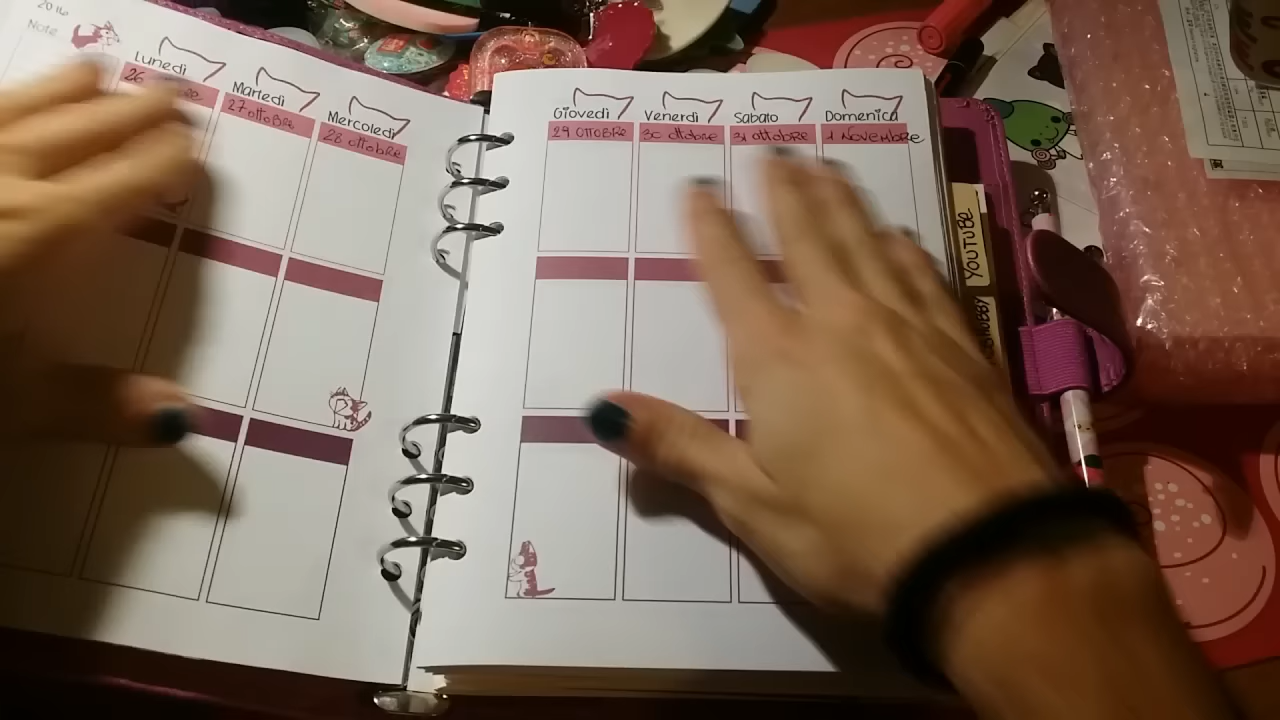 2016
Note
Lunedì
26
Martedì
27 ottobre
Mercoledì
28 ottobre
Giovedì
29 ottobre
Venerdì
30 ottobre
Sabato
31 ottobre
Domenica
1 Novembre
YOUTUBE